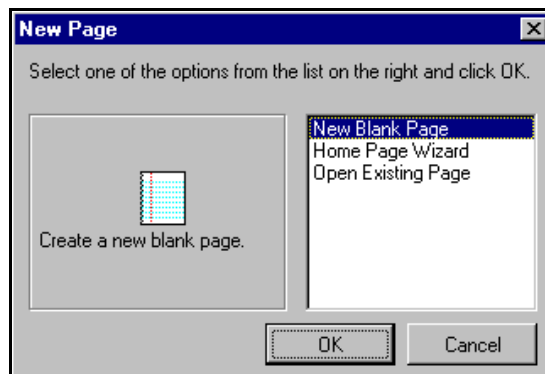 New Page
Select one of the options from the list on the right and click OK.
Create a new blank page.
New Blank Page
Home Page Wizard
Open Existing Page
OK
Cancel